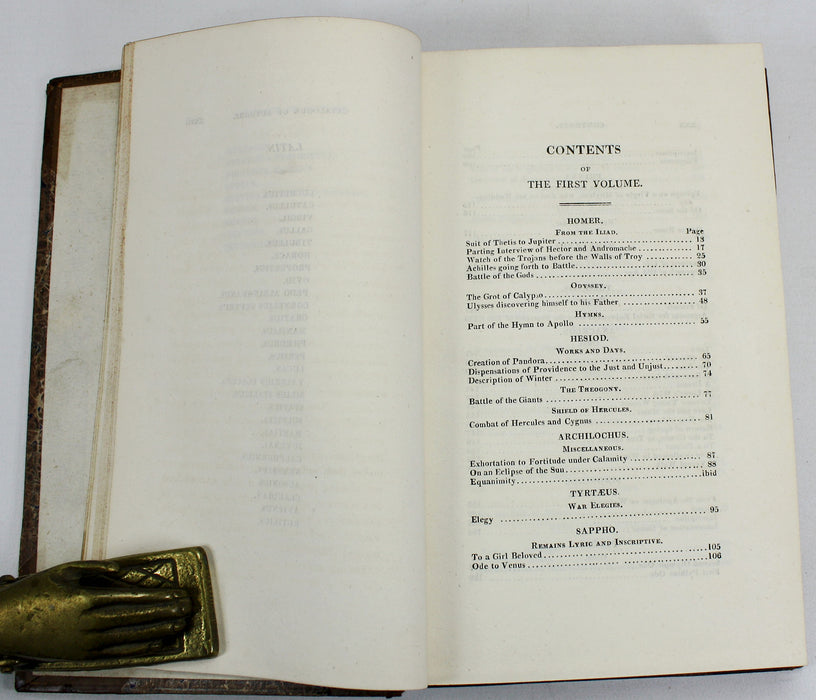 CONTENTS
OF
THE FIRST VOLUME.
HOMER.
From the Iliad. Page
Suit of Thetis to Jupiter 13
Parting Interview of Hector and Andromache 17
Watch of the Trojans before the Walls of Troy 25
Achilles going forth to Battle 30
Battle of the Gods 35
Odyssey.
The Grot of Calypso 37
Ulysses discovering himself to his Father 48
Hymns.
Part of the Hymn to Apollo 55
HESIOD.
Works and Days.
Creation of Pandora 65
Dispensations of Providence to the Just and Unjust 70
Description of Winter 74
The Theogony.
Battle of the Giants 77
Shield of Hercules.
Combat of Hercules and Cygnus 81
ARCHILOCHUS.
Miscellaneous.
Exhortation to Fortitude under Calamity 87
On an Eclipse of the Sun 88
Equanimity ibid
TYRTÆUS.
War Elegies.
Elegy 95
SAPPHO.
Remains Lyric and Inscriptive.
To a Girl Beloved 105
Ode to Venus 106